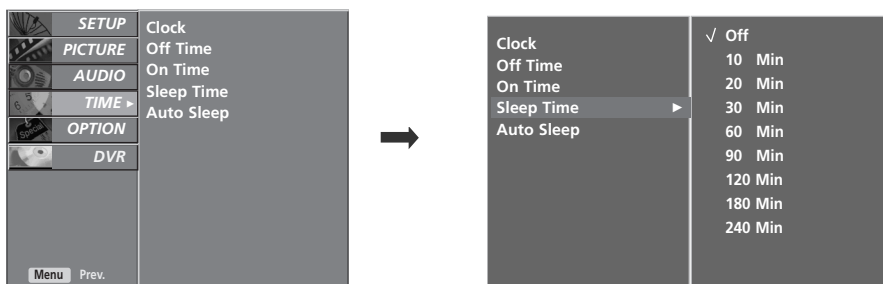 SETUP
PICTURE
AUDIO
TIME ►
OPTION
DVR
Menu Prev.
Clock
Off Time
On Time
Sleep Time
Auto Sleep
Clock
Off Time
On Time
Sleep Time ►
Auto Sleep
√ Off
10 Min
20 Min
30 Min
60 Min
90 Min
120 Min
180 Min
240 Min